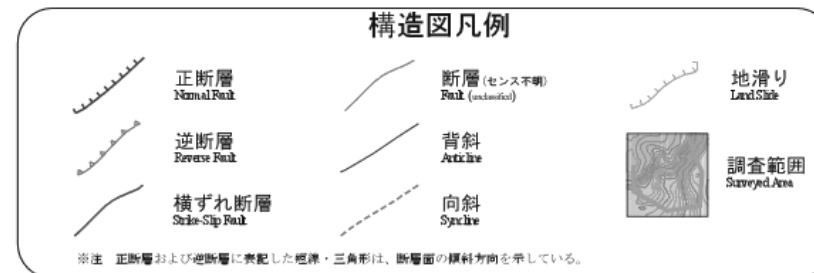 構造図凡例
正断層
Normal Fault
断層(センス不明)
Fault (unclassified)
地滑り
Land Slide
逆断層
Reverse Fault
背斜
Anticline
調査範囲
Surveyed Area
横ずれ断層
Strike-Slip Fault
向斜
Syncline
※注 正断層および逆断層に表記した短線・三角形は、断層面の傾斜方向を示している。